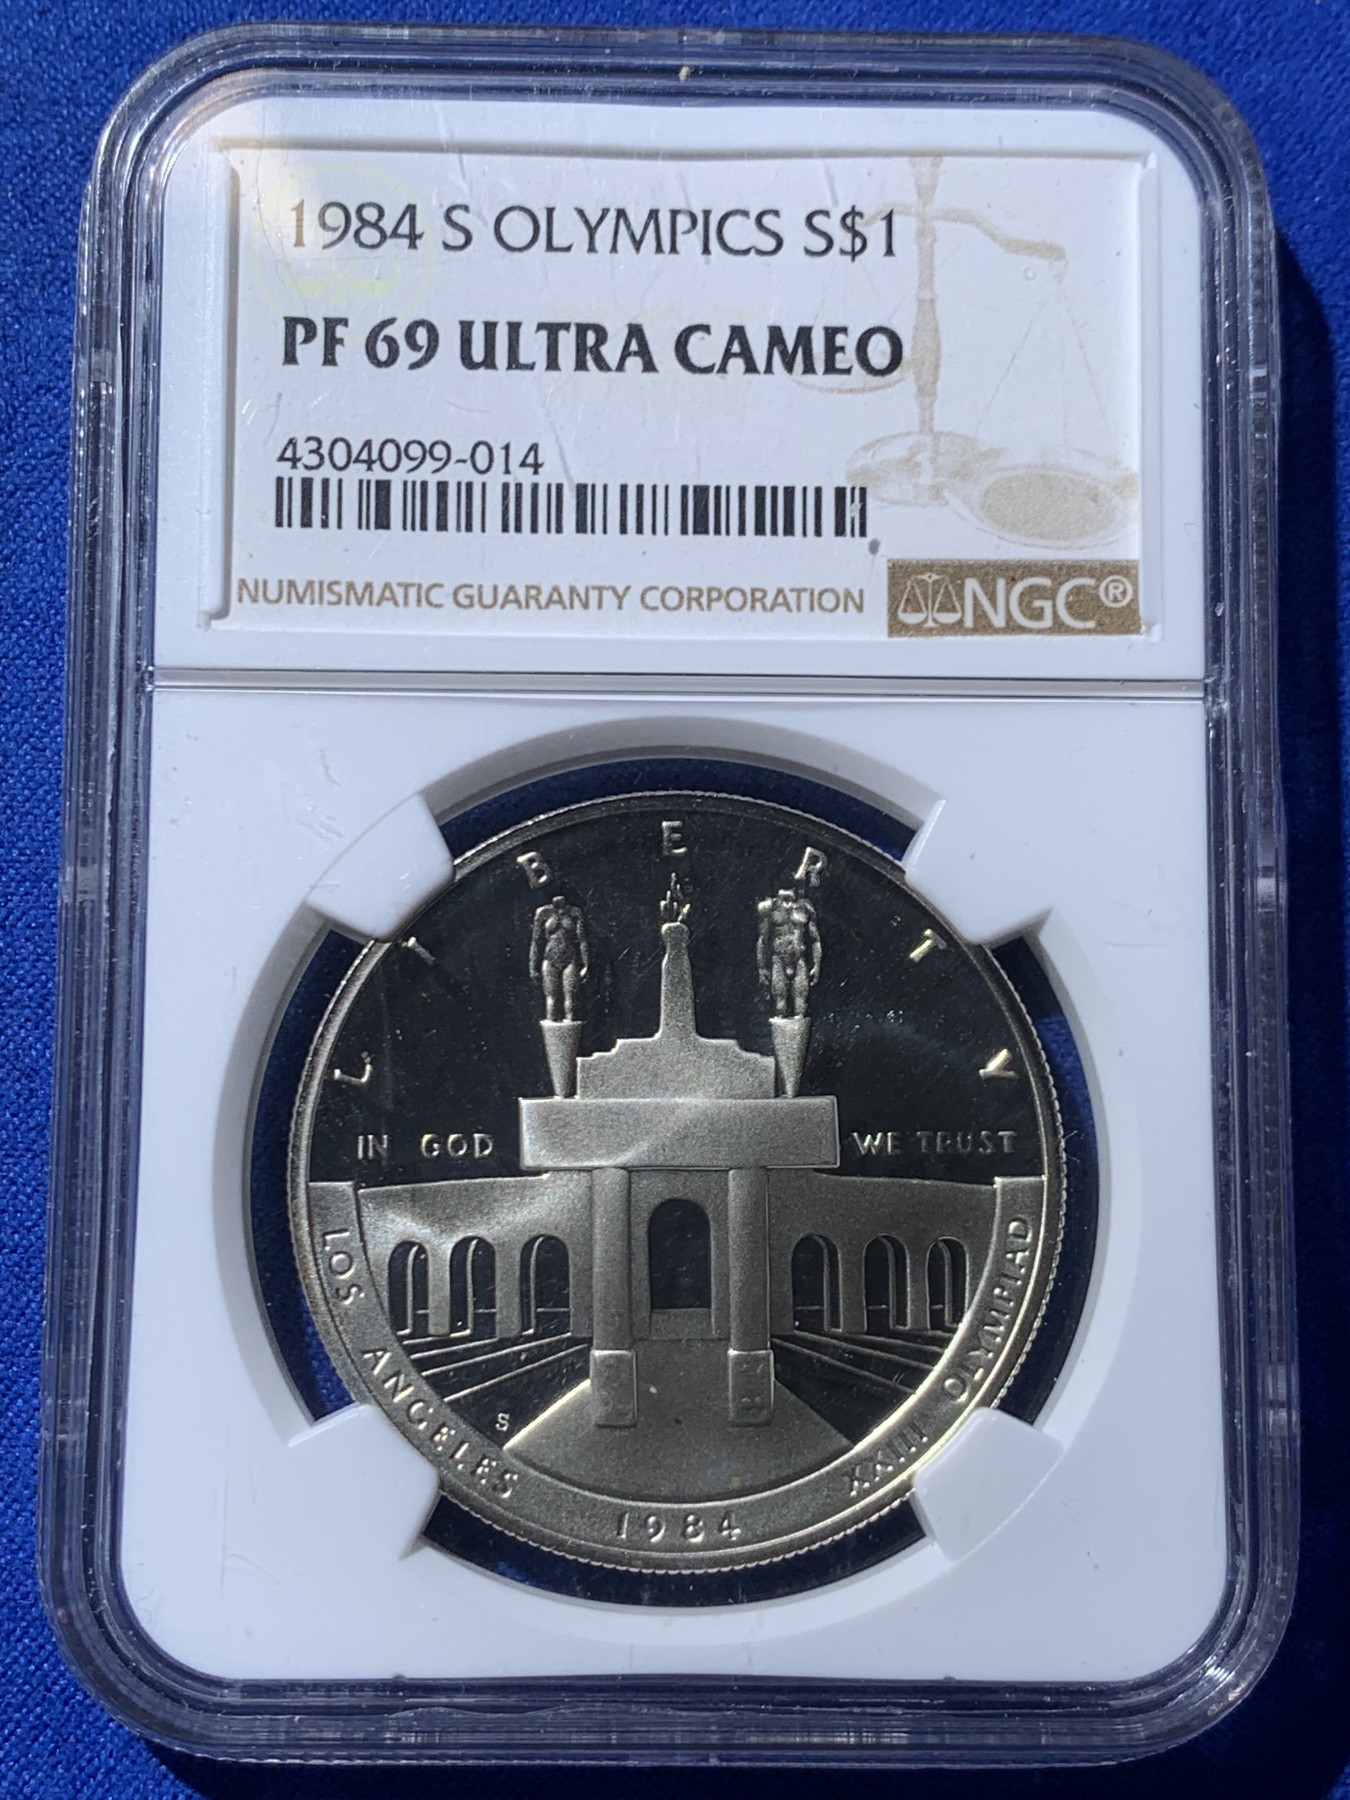 1984 S OLYMPICS S$1
PF 69 ULTRA CAMEO
4304099-014
NUMISMATIC GUARANTY CORPORATION
NGC®
LIBERTY
IN GOD WE TRUST
LOS ANGELES 1984 XXIII OLYMPIAD
S